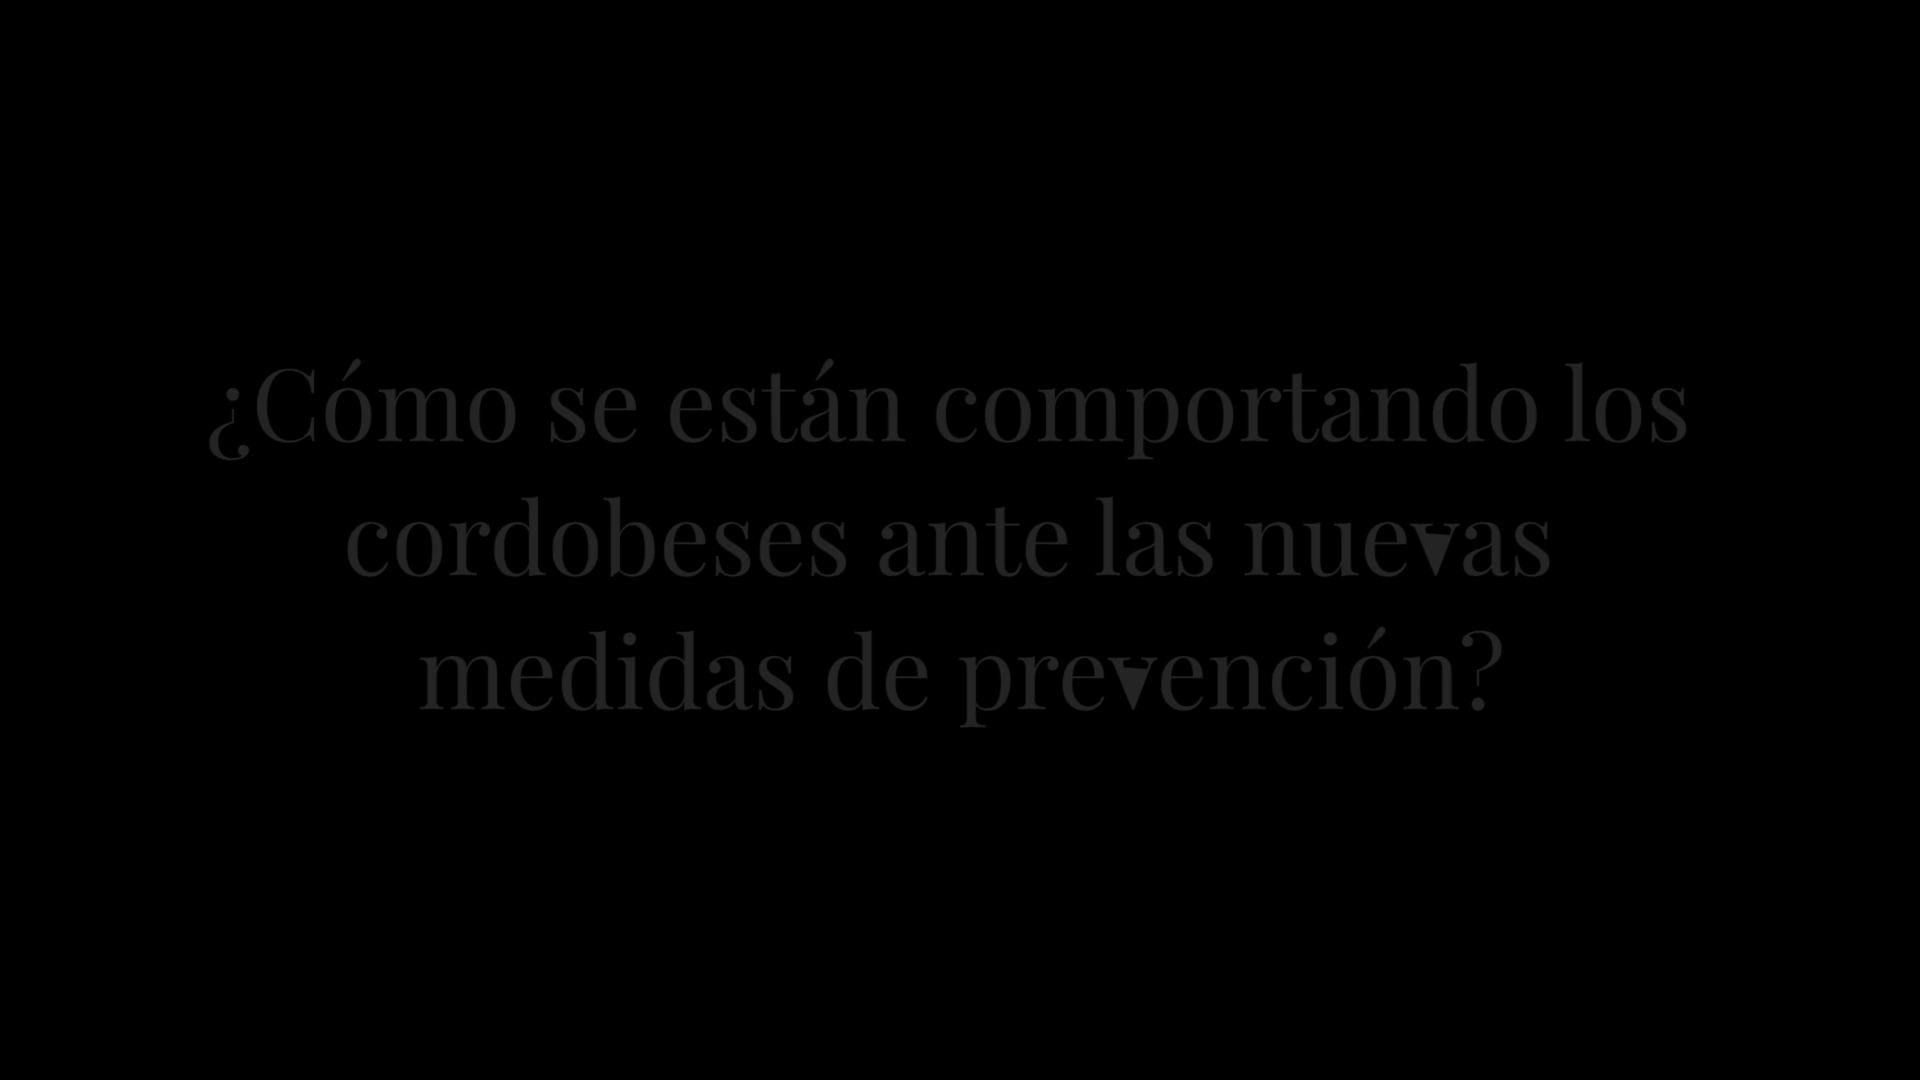 ¿Cómo se están comportando los
cordobeses ante las nuevas
medidas de prevención?